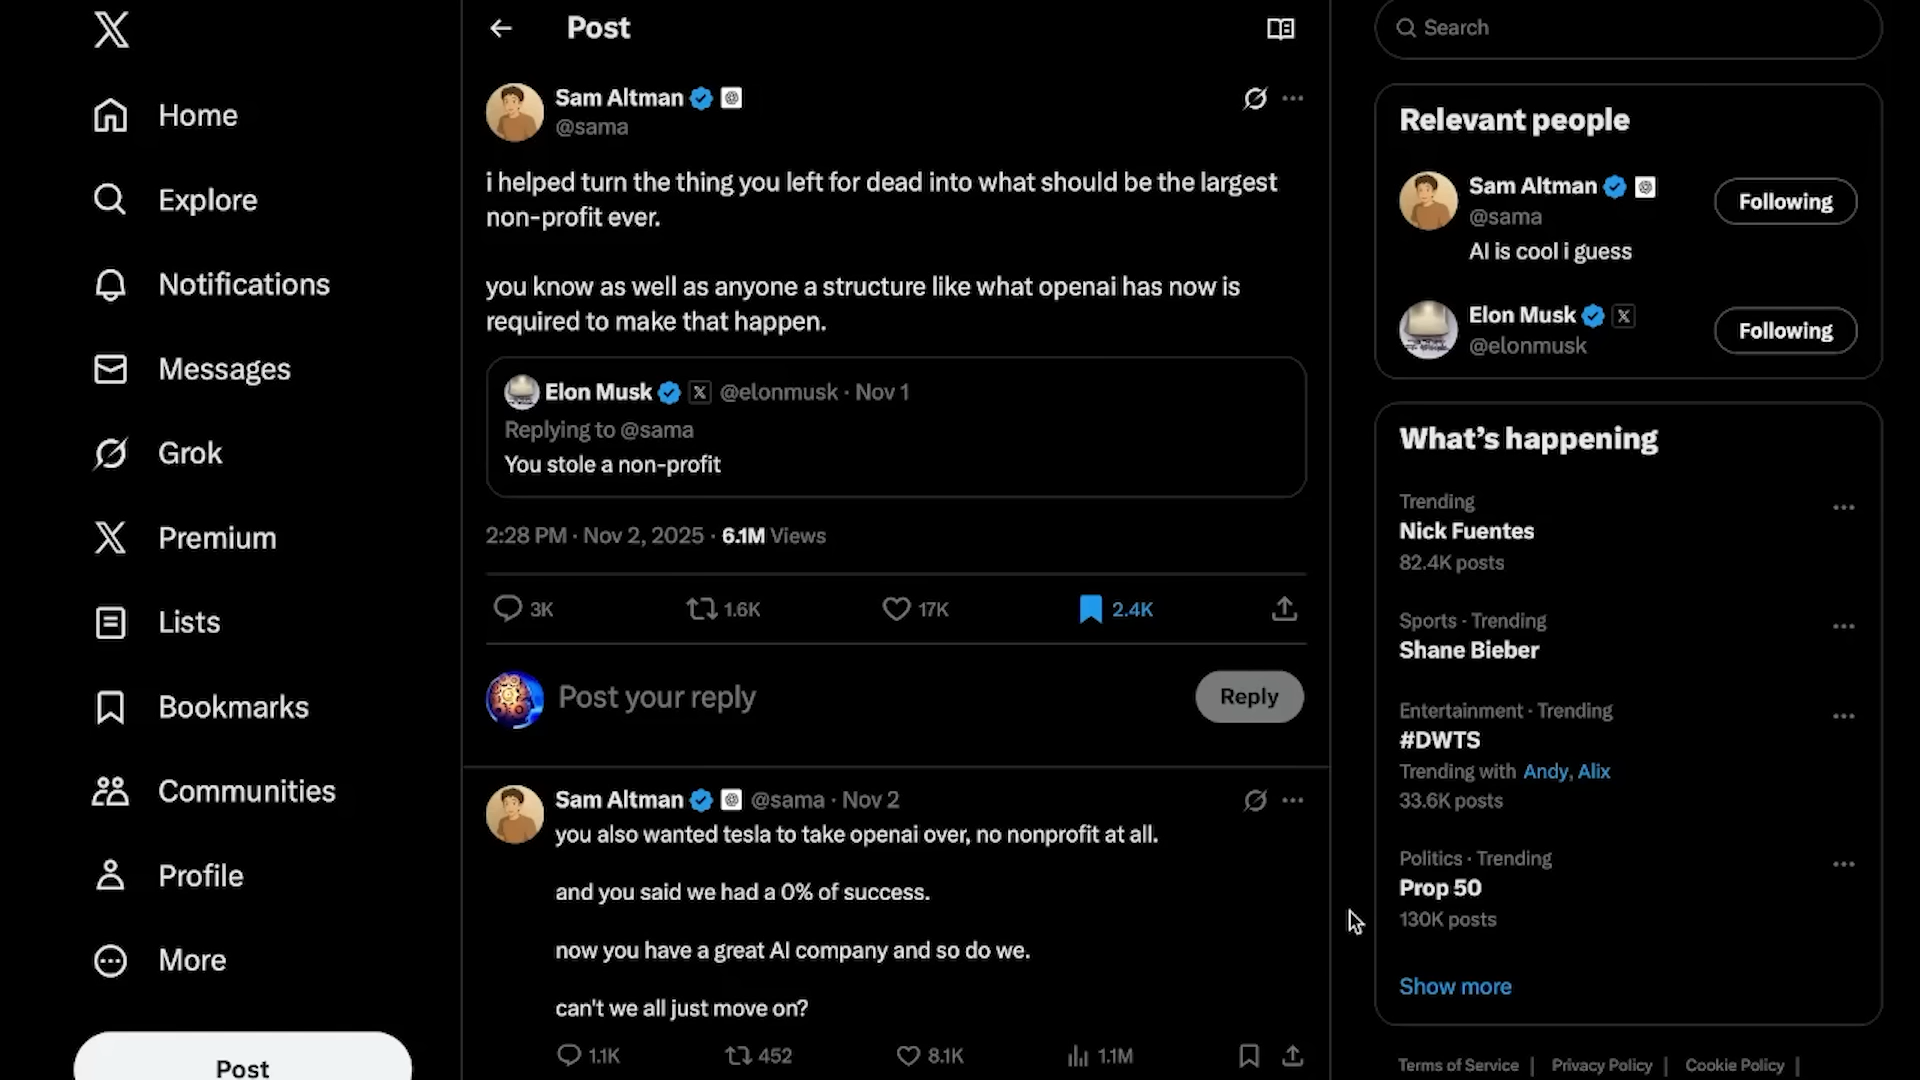 Home
Explore
Notifications
Messages
Grok
Premium
Lists
Bookmarks
Communities
Profile
More
Post
Post
Sam Altman
@sama
i helped turn the thing you left for dead into what should be the largest
non-profit ever.
you know as well as anyone a structure like what openai has now is
required to make that happen.
Elon Musk @elonmusk · Nov 1
Replying to @sama
You stole a non-profit
2:28 PM · Nov 2, 2025 · 6.1M Views
3K 1.6K 17K 2.4K
Post your reply
Reply
Sam Altman @sama · Nov 2
you also wanted tesla to take openai over, no nonprofit at all.
and you said we had a 0% of success.
now you have a great AI company and so do we.
can't we all just move on?
1.1K 452 8.1K 1.1M
Search
Relevant people
Sam Altman
@sama
Following
AI is cool i guess
Elon Musk
@elonmusk
Following
What's happening
Trending
Nick Fuentes
82.4K posts
Sports · Trending
Shane Bieber
Entertainment · Trending
#DWTS
Trending with Andy, Alix
33.6K posts
Politics · Trending
Prop 50
130K posts
Show more
Terms of Service | Privacy Policy | Cookie Policy |